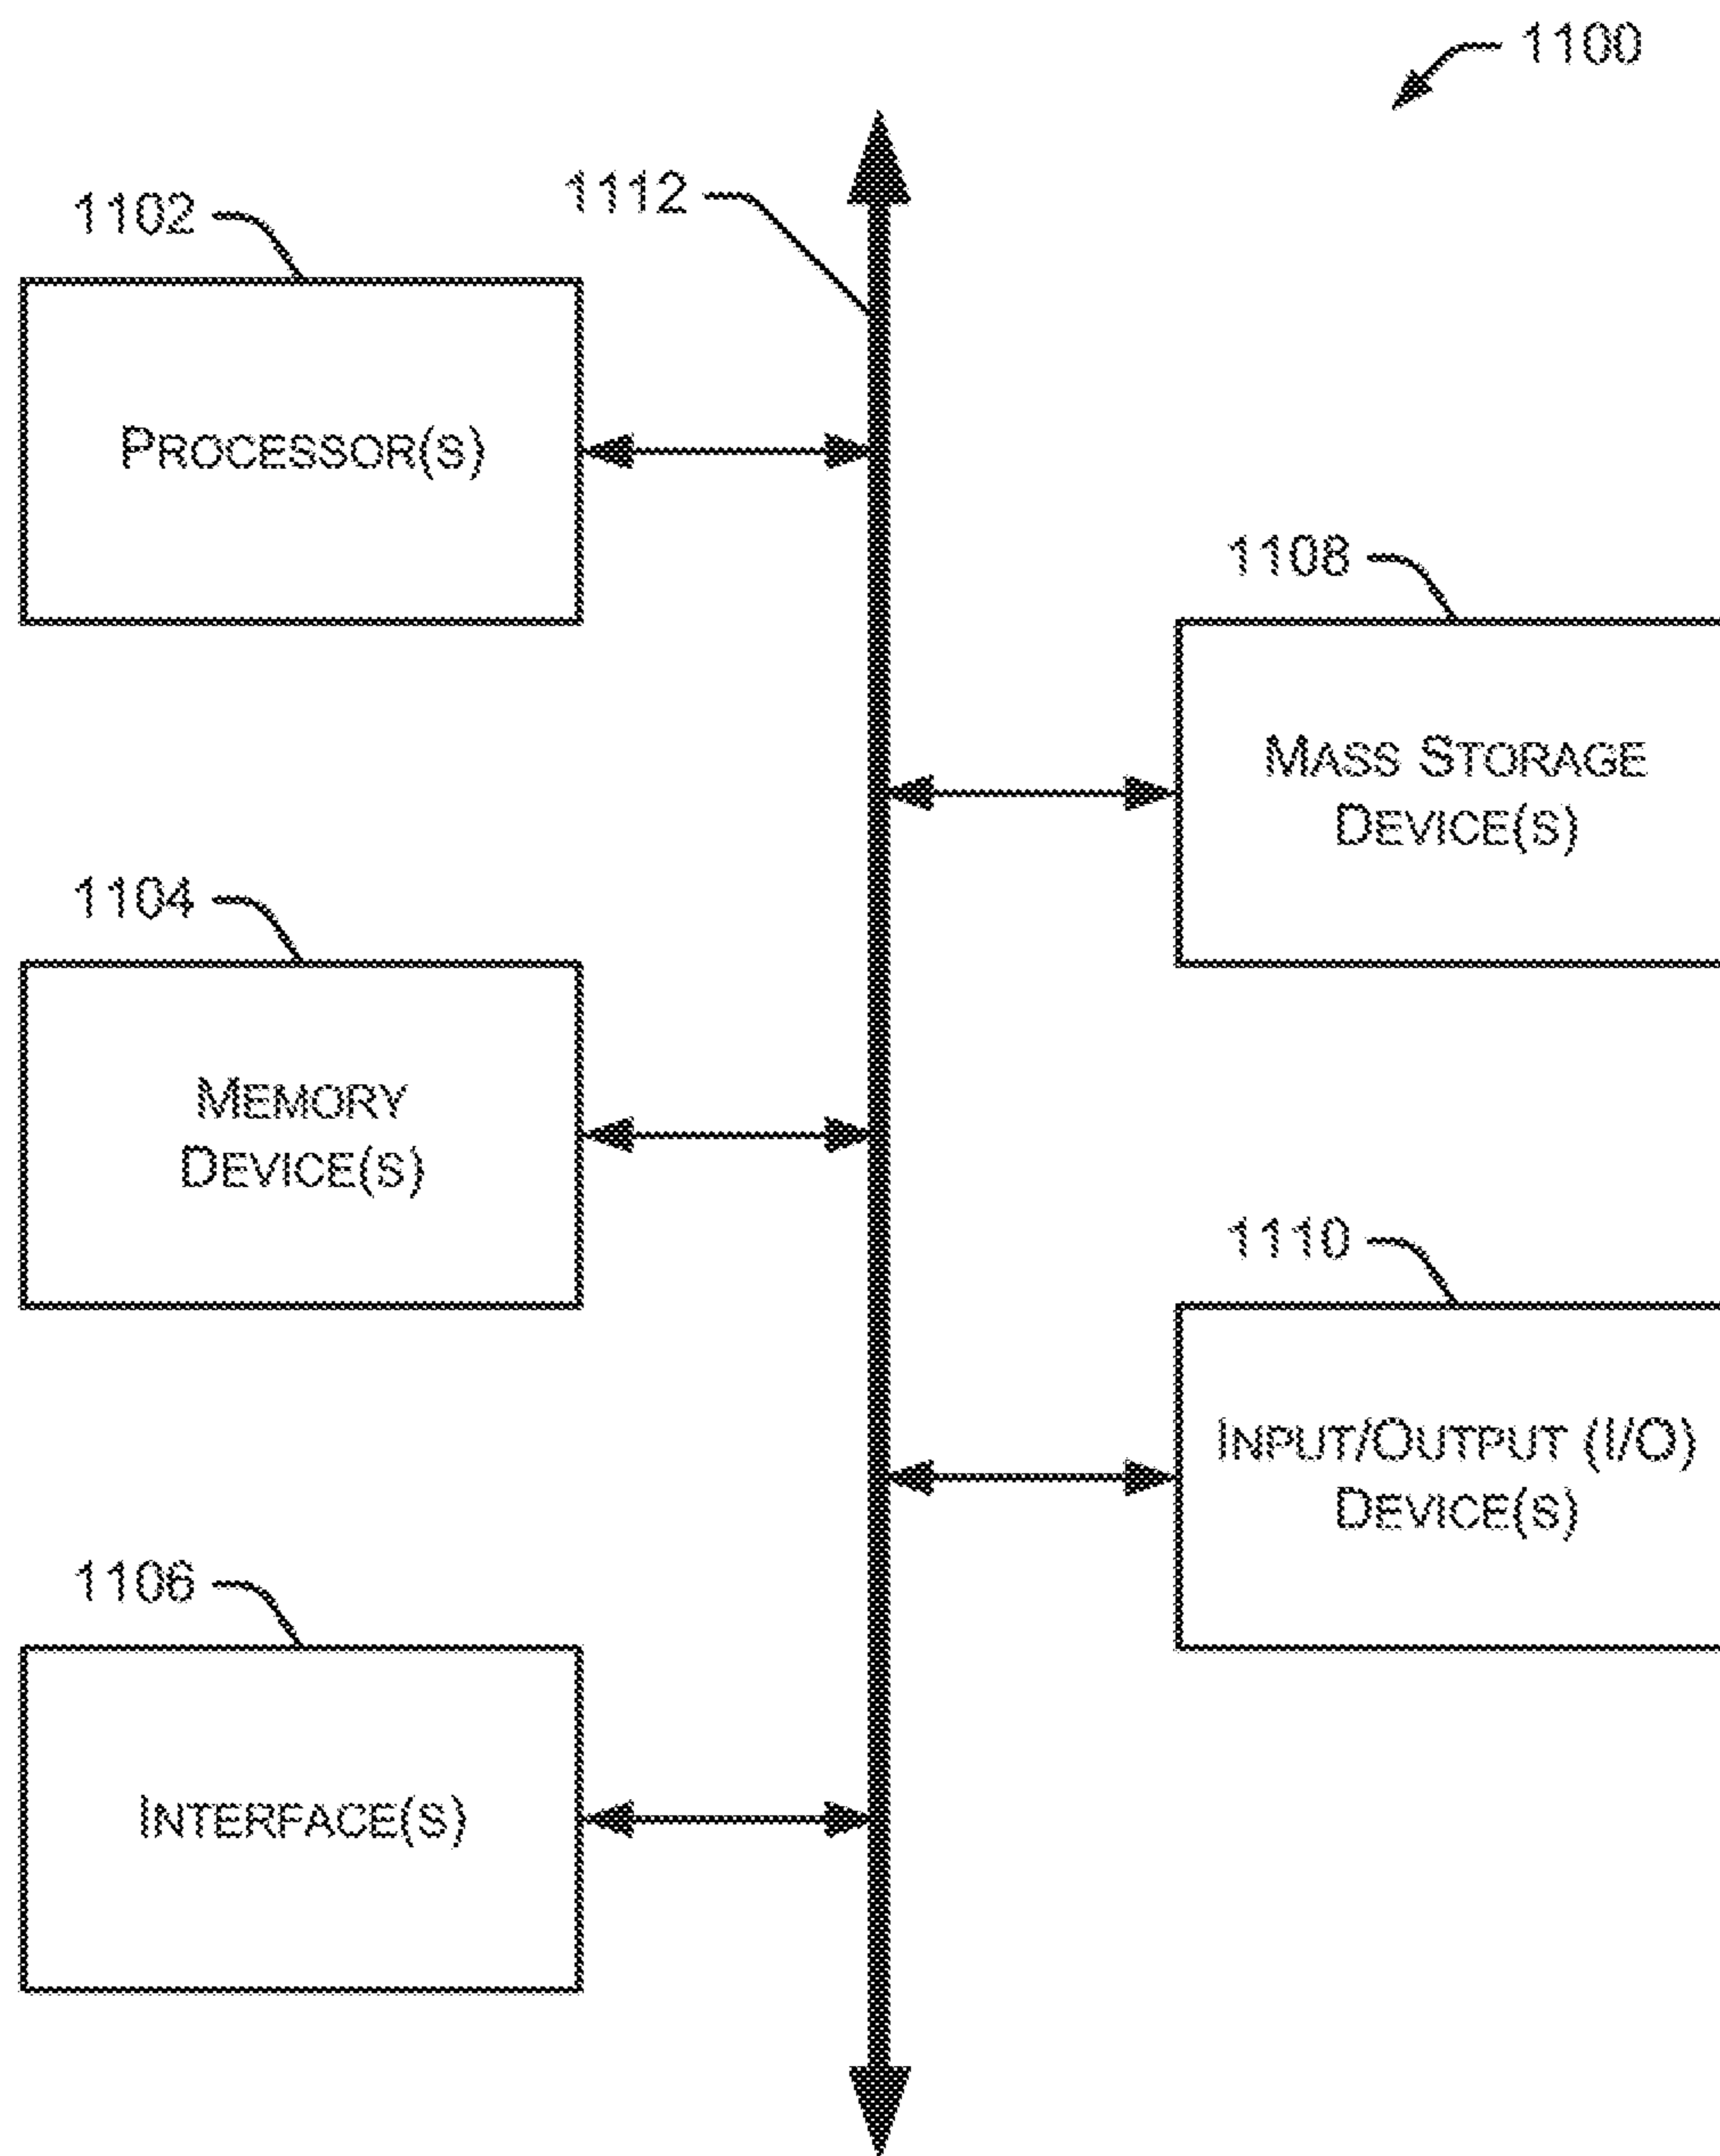 1100
1112
1102
PROCESSOR(S)
1108
MASS STORAGE
DEVICE(S)
1104
MEMORY
DEVICE(S)
1110
INPUT/OUTPUT (I/O)
DEVICE(S)
1106
INTERFACE(S)